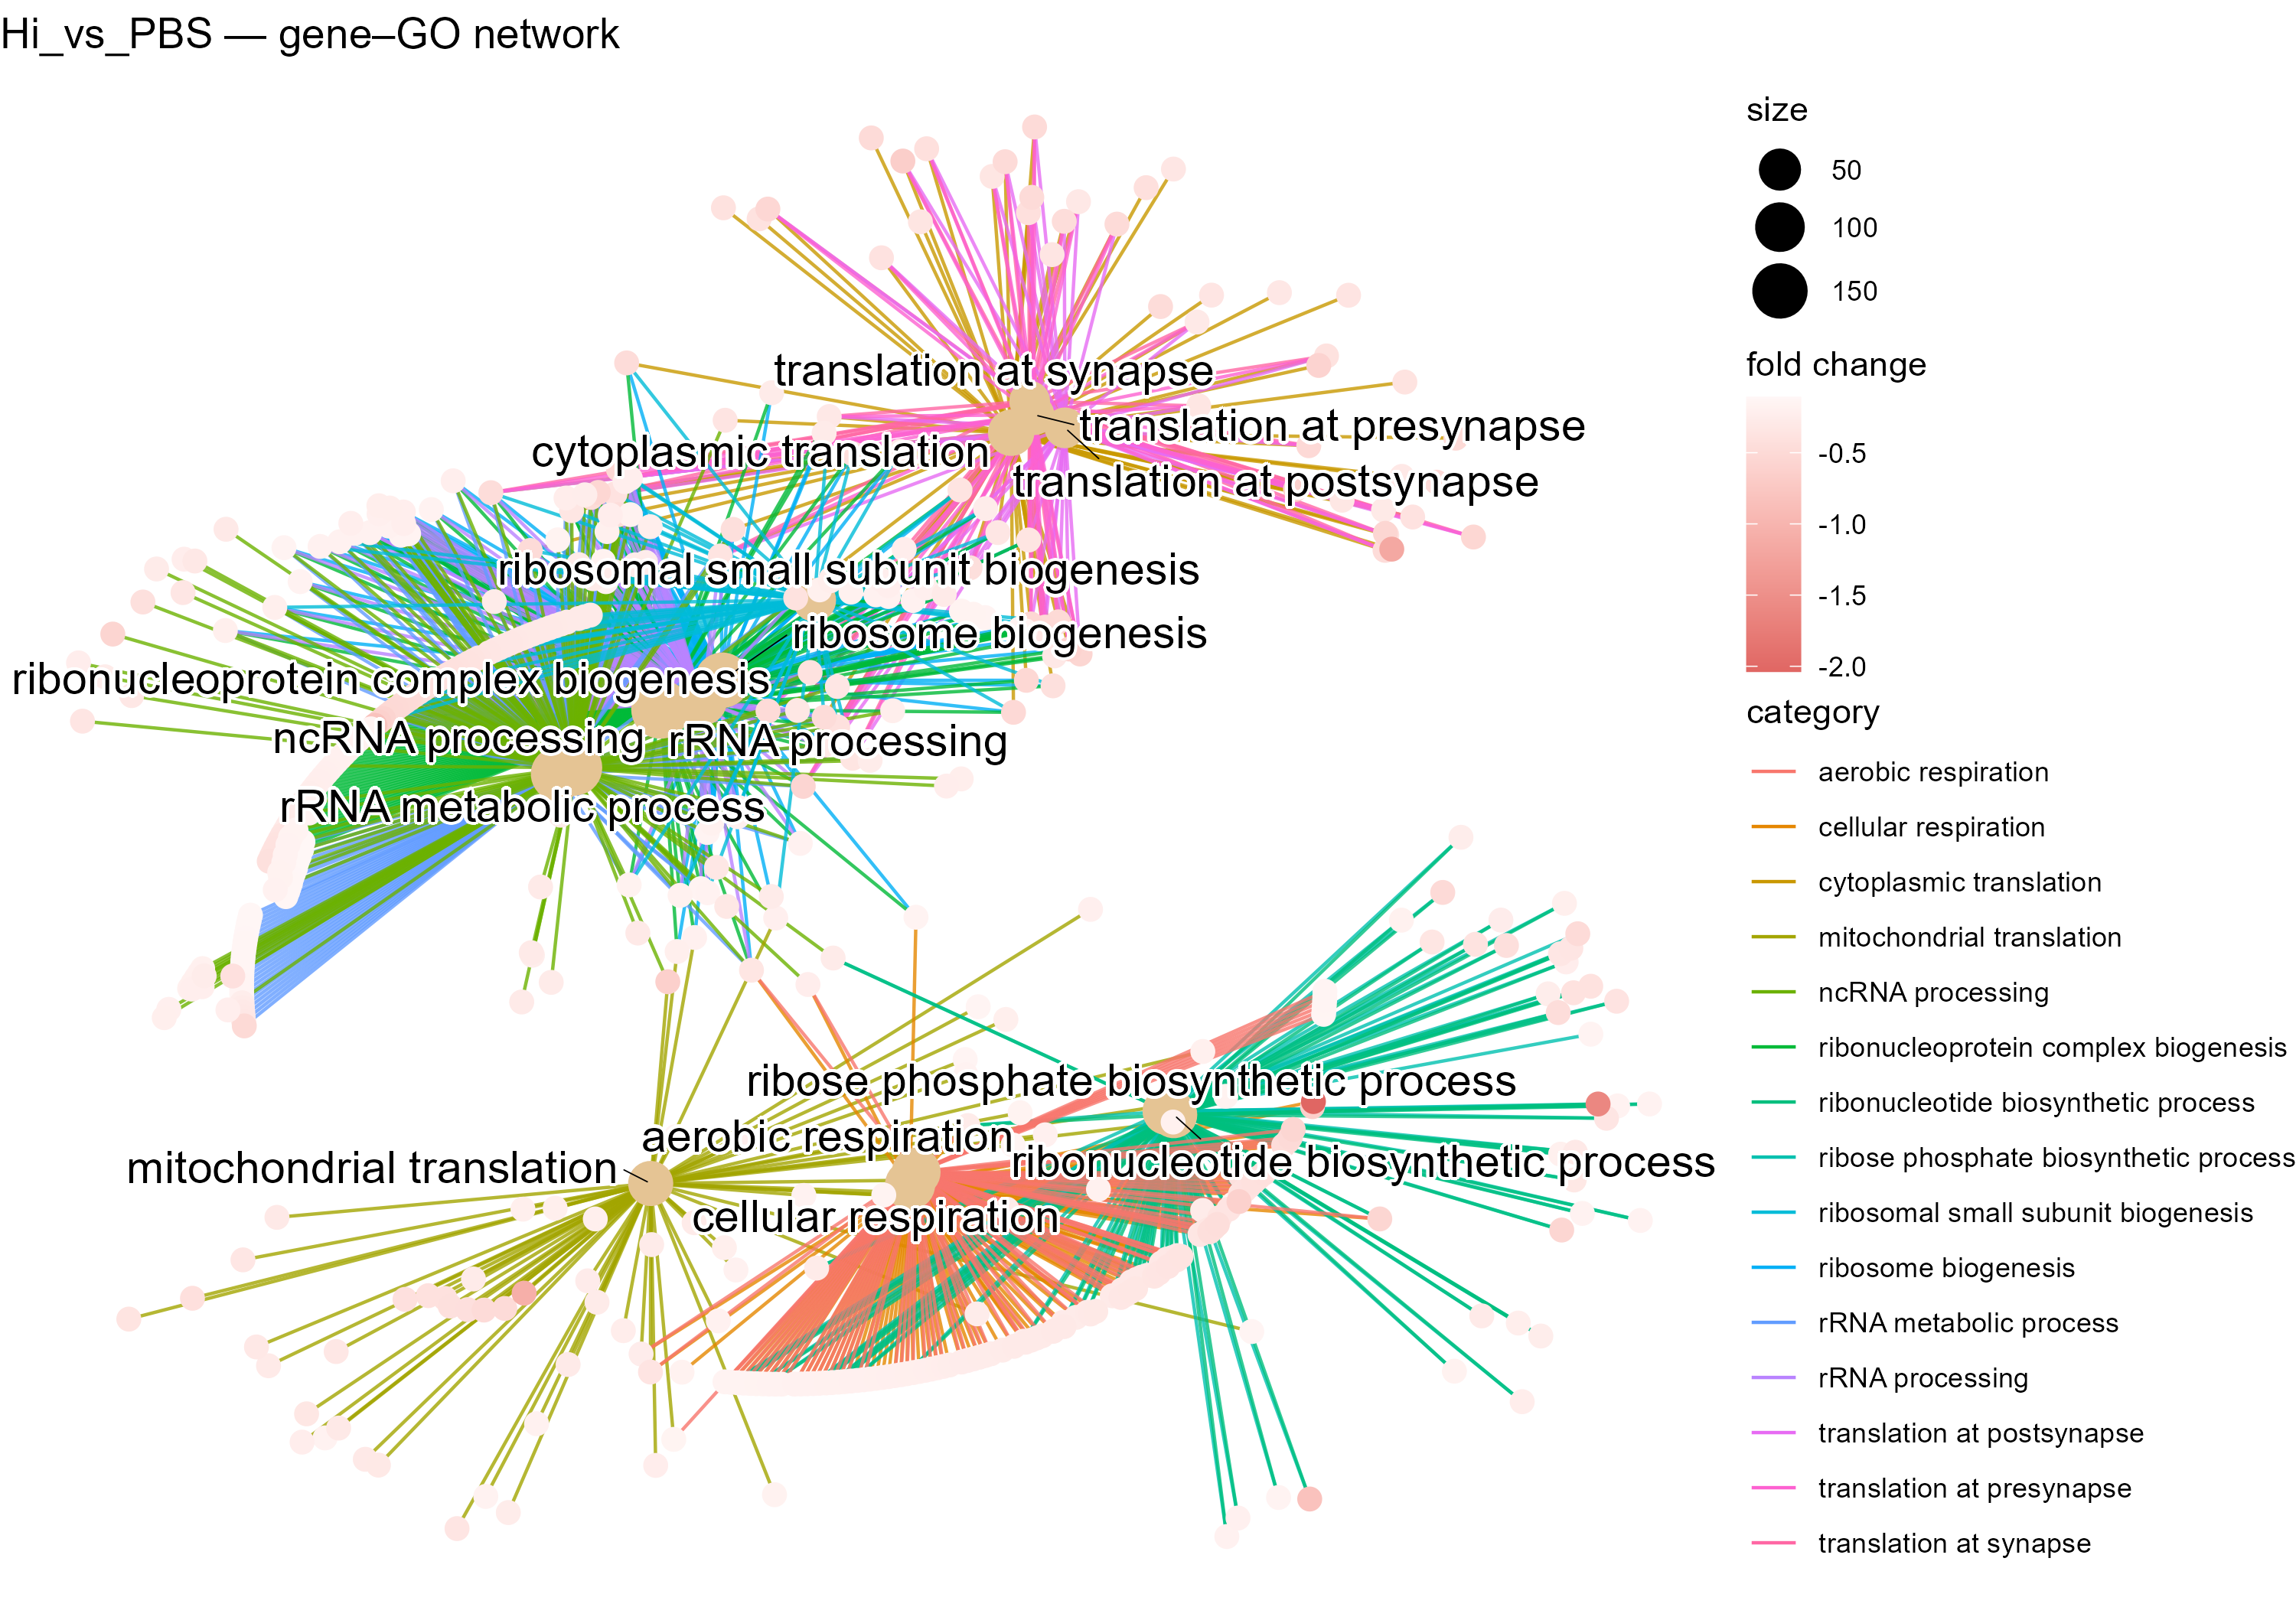 Hi_vs_PBS — gene–GO network
size
50
100
150
fold change
-0.5
-1.0
-1.5
-2.0
category
aerobic respiration
cellular respiration
cytoplasmic translation
mitochondrial translation
ncRNA processing
ribonucleoprotein complex biogenesis
ribonucleotide biosynthetic process
ribose phosphate biosynthetic process
ribosomal small subunit biogenesis
ribosome biogenesis
rRNA metabolic process
rRNA processing
translation at postsynapse
translation at presynapse
translation at synapse
translation at synapse
translation at presynapse
cytoplasmic translation
translation at postsynapse
ribosomal small subunit biogenesis
ribosome biogenesis
ribonucleoprotein complex biogenesis
ncRNA processing
rRNA processing
rRNA metabolic process
ribose phosphate biosynthetic process
aerobic respiration
mitochondrial translation
ribonucleotide biosynthetic process
cellular respiration